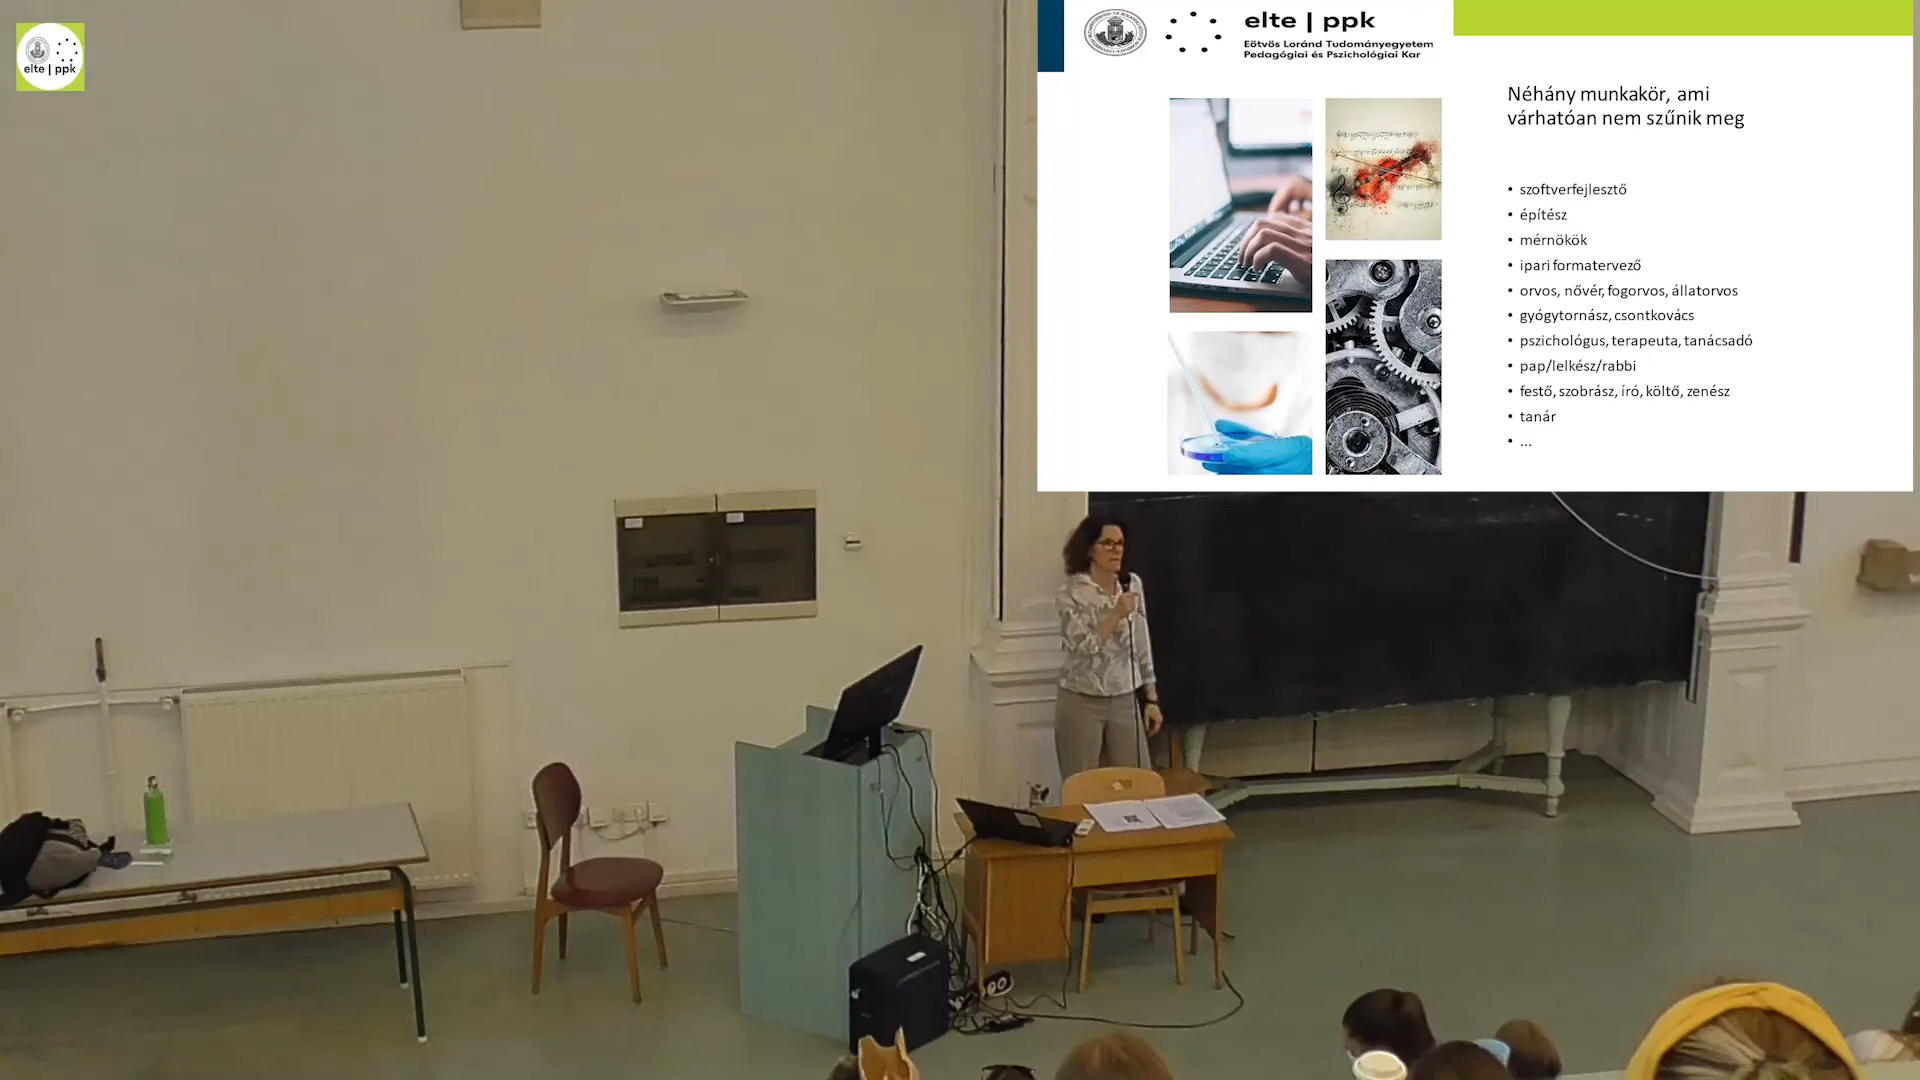 elte | ppk
elte | ppk
Eötvös Loránd Tudományegyetem
Pedagógiai és Pszichológiai Kar
Néhány munkakör, ami
várhatóan nem szűnik meg
• szoftverfejlesztő
• építész
• mérnökök
• ipari formatervező
• orvos, nővér, fogorvos, állatorvos
• gyógytornász, csontkovács
• pszichológus, terapeuta, tanácsadó
• pap/lelkész/rabbi
• festő, szobrász, író, költő, zenész
• tanár
• ...